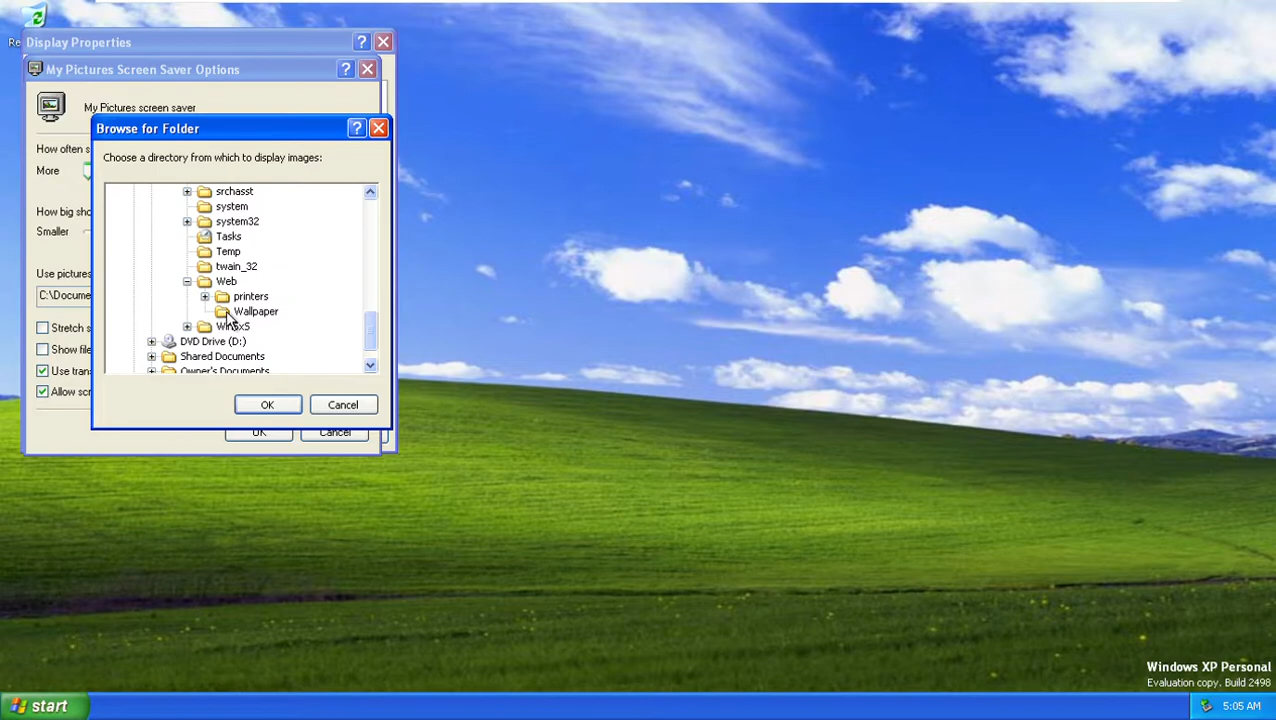 Re
Display Properties
My Pictures Screen Saver Options
My Pictures screen saver
Browse for Folder
How often s
Choose a directory from which to display images:
More
srchasst
system
How big sho
system32
Smaller
Tasks
Temp
twain_32
Use pictures
Web
C:\Docume
printers
Wallpaper
Stretch s
WinSxS
DVD Drive (D:)
Show file
Shared Documents
Use tran
Owner's Documents
Allow scr
OK
Cancel
OK
Cancel
Windows XP Personal
Evaluation copy. Build 2498
start
5:05 AM